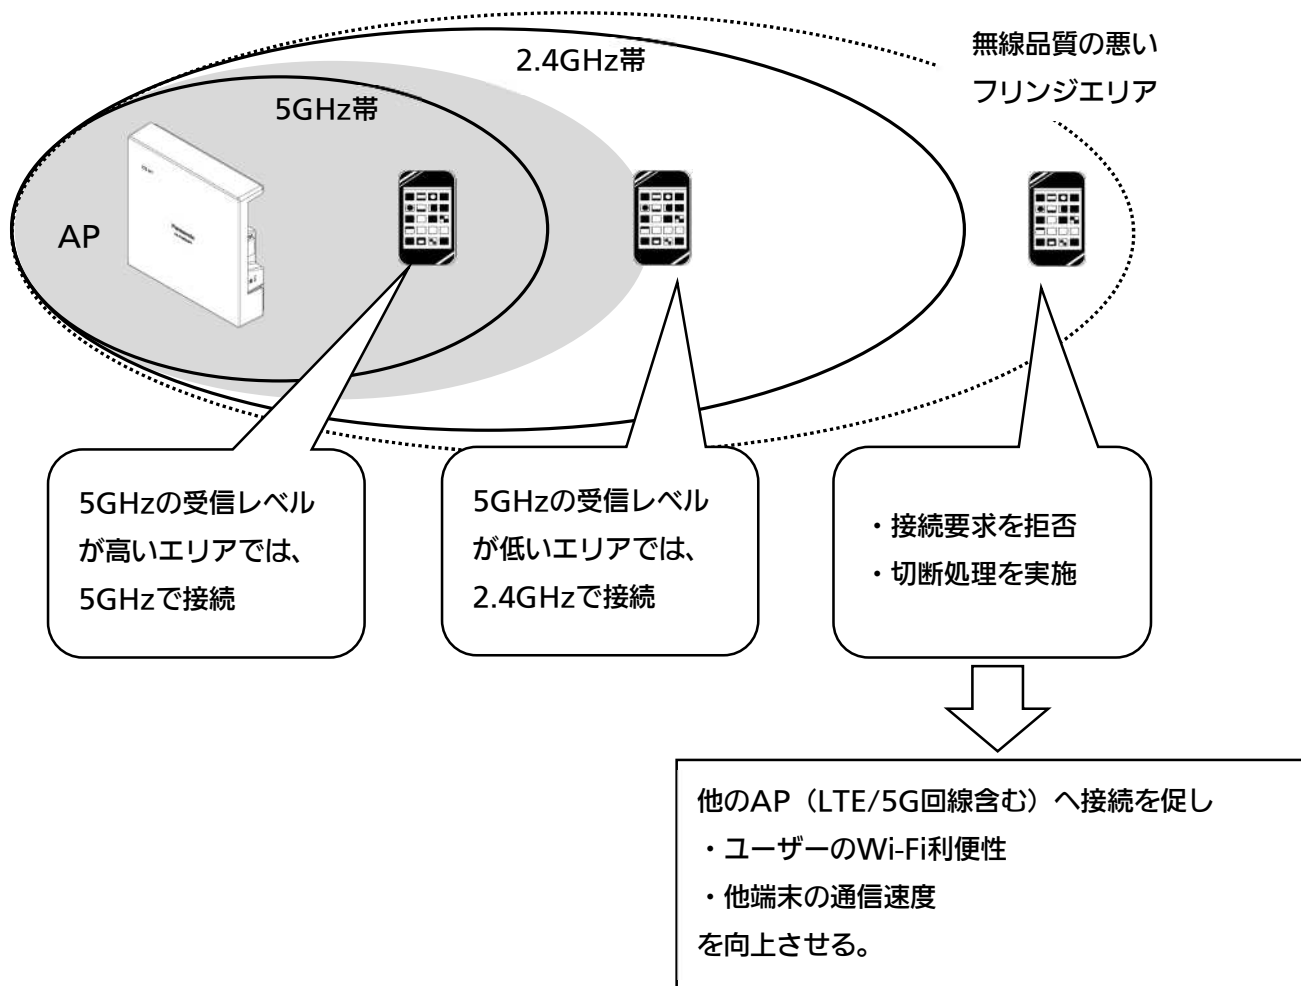 2.4GHz帯
無線品質の悪い
フリンジエリア
5GHz帯
AP
5GHzの受信レベル
が高いエリアでは、
5GHzで接続
5GHzの受信レベル
が低いエリアでは、
2.4GHzで接続
・接続要求を拒否
・切断処理を実施
他のAP（LTE/5G回線含む）へ接続を促し
・ユーザーのWi-Fi利便性
・他端末の通信速度
を向上させる。